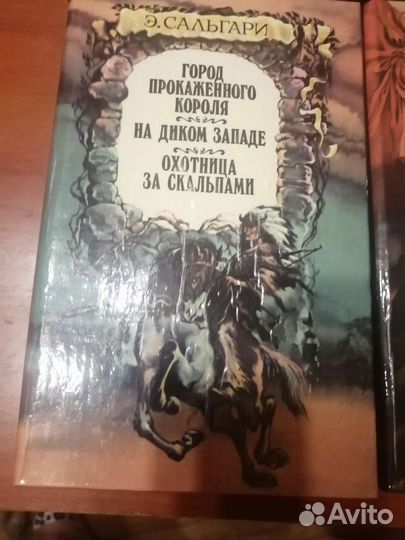 Э. САЛЬГАРИ
ГОРОД
ПРОКАЖЕННОГО
КОРОЛЯ
НА ДИКОМ ЗАПАДЕ
ОХОТНИЦА
ЗА СКАЛЬПАМИ
Avito